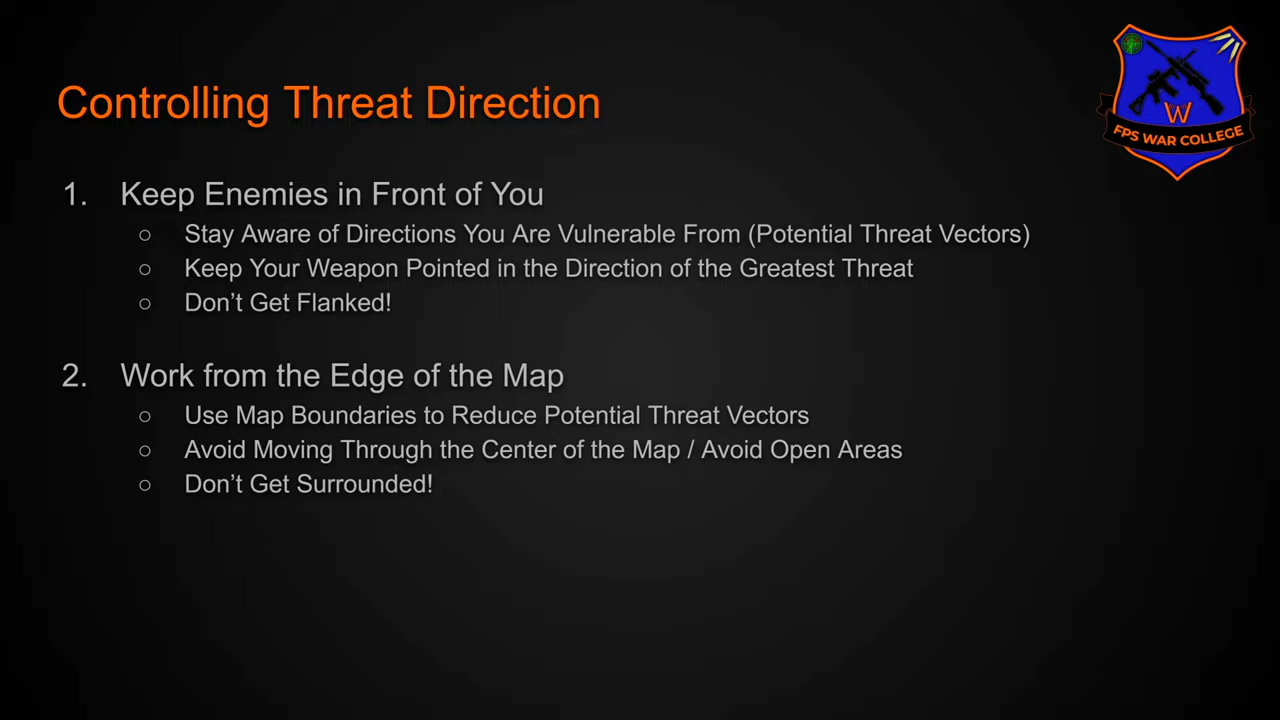 Controlling Threat Direction
W
FPS WAR COLLEGE
1. Keep Enemies in Front of You
○ Stay Aware of Directions You Are Vulnerable From (Potential Threat Vectors)
○ Keep Your Weapon Pointed in the Direction of the Greatest Threat
○ Don’t Get Flanked!
2. Work from the Edge of the Map
○ Use Map Boundaries to Reduce Potential Threat Vectors
○ Avoid Moving Through the Center of the Map / Avoid Open Areas
○ Don’t Get Surrounded!